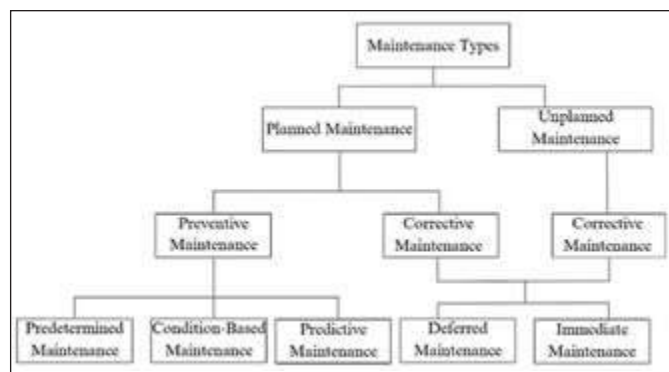 Maintenance Types
Planned Maintenance
Unplanned
Maintenance
Preventive
Maintenance
Corrective
Maintenance
Corrective
Maintenance
Predetermined
Maintenance
Condition-Based
Maintenance
Predictive
Maintenance
Deferred
Maintenance
Immediate
Maintenance